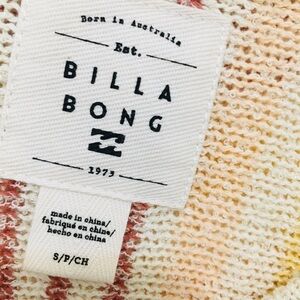 Born in Australia
Est.
BILLA
BONG
1973
made in china/
fabriqué en chine/
hecho en china
S/P/CH